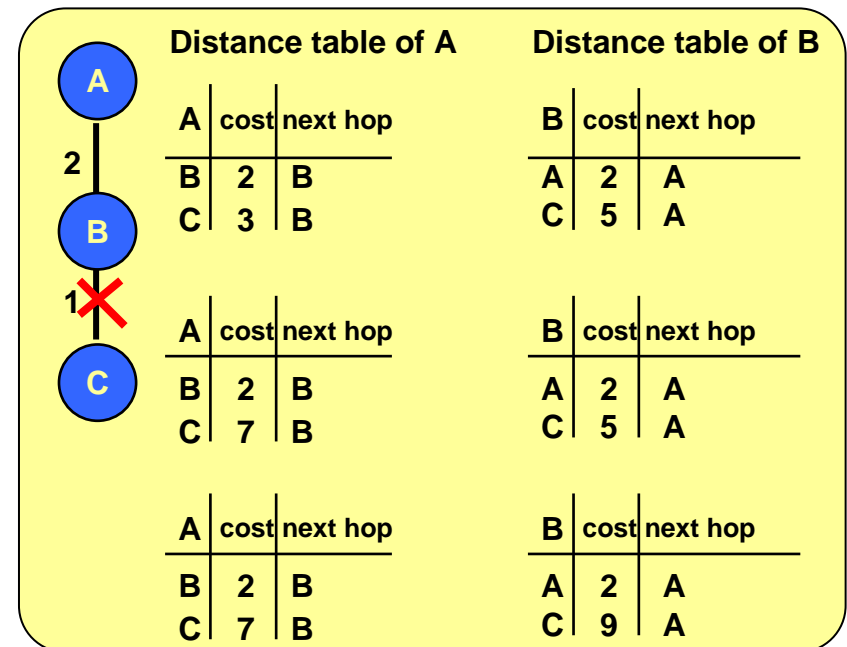 Distance table of A
Distance table of B
A
2
B
1
C
A cost next hop
B 2 B
C 3 B
B cost next hop
A 2 A
C 5 A
A cost next hop
B 2 B
C 7 B
B cost next hop
A 2 A
C 5 A
A cost next hop
B 2 B
C 7 B
B cost next hop
A 2 A
C 9 A